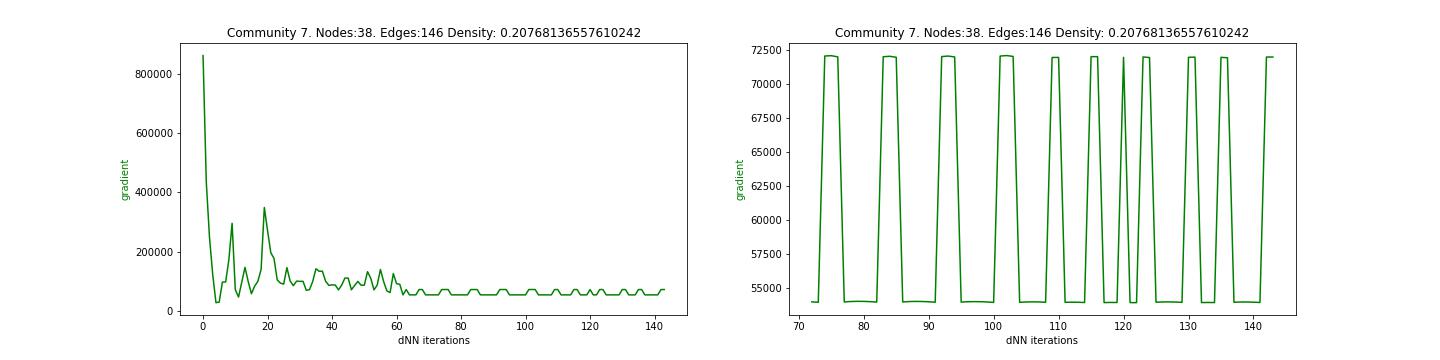 Community 7. Nodes:38. Edges:146 Density: 0.20768136557610242
800000
600000
400000
200000
0
gradient
0 20 40 60 80 100 120 140
dNN iterations
Community 7. Nodes:38. Edges:146 Density: 0.20768136557610242
72500
70000
67500
65000
62500
60000
57500
55000
gradient
70 80 90 100 110 120 130 140
dNN iterations